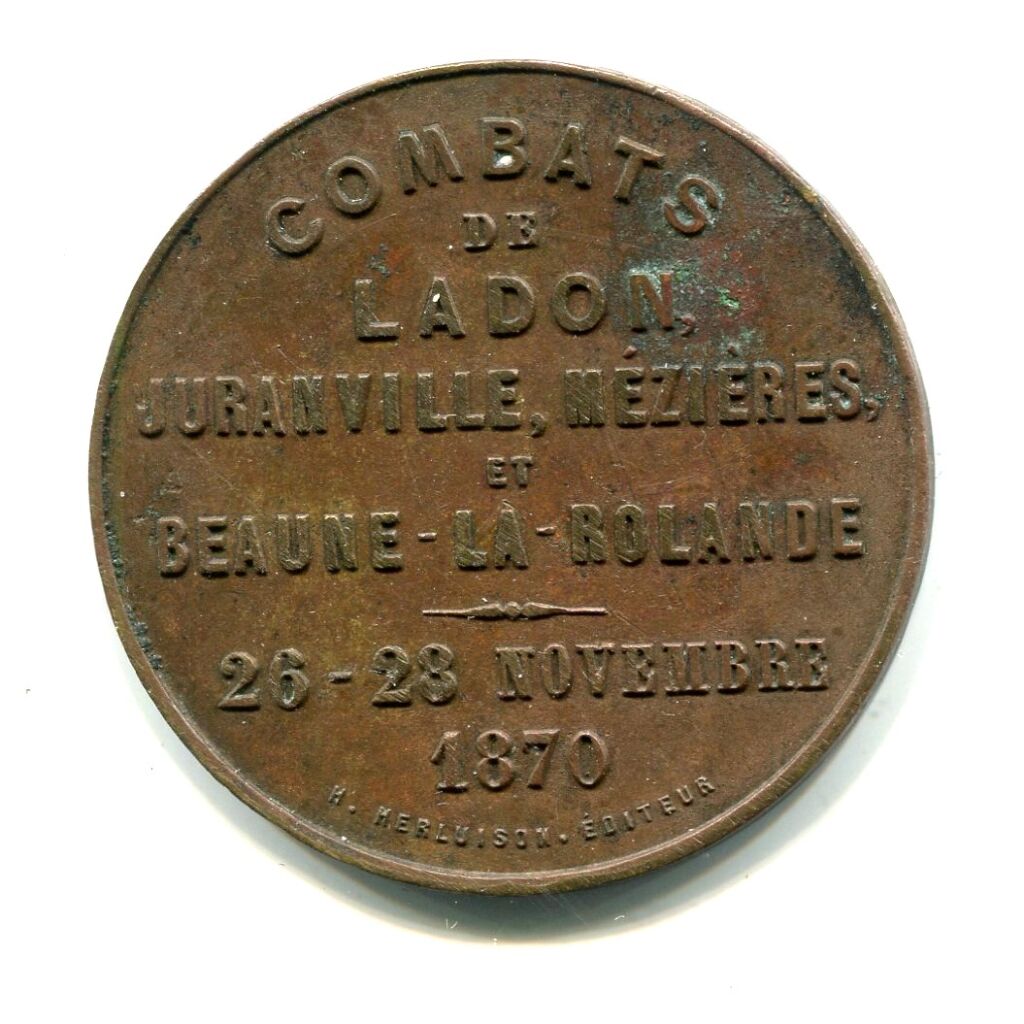 COMBATS
DE
LADON,
JURANVILLE, MÉZIÈRES,
ET
BEAUNE-LA-ROLANDE
26-28 NOVEMBRE
1870
H. HERLUISON. ÉDITEUR